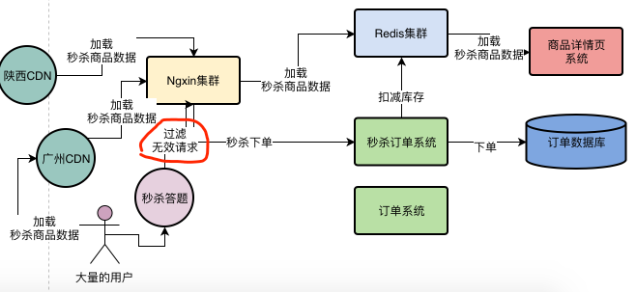 加载
秒杀商品数据
陕西CDN
Ngxin集群
加载
秒杀商品数据
Redis集群
加载
秒杀商品数据
商品详情页
系统
加载
秒杀商品数据
扣减库存
过滤
无效请求
秒杀下单
秒杀订单系统
下单
订单数据库
广州CDN
秒杀答题
订单系统
加载
秒杀商品数据
大量的用户